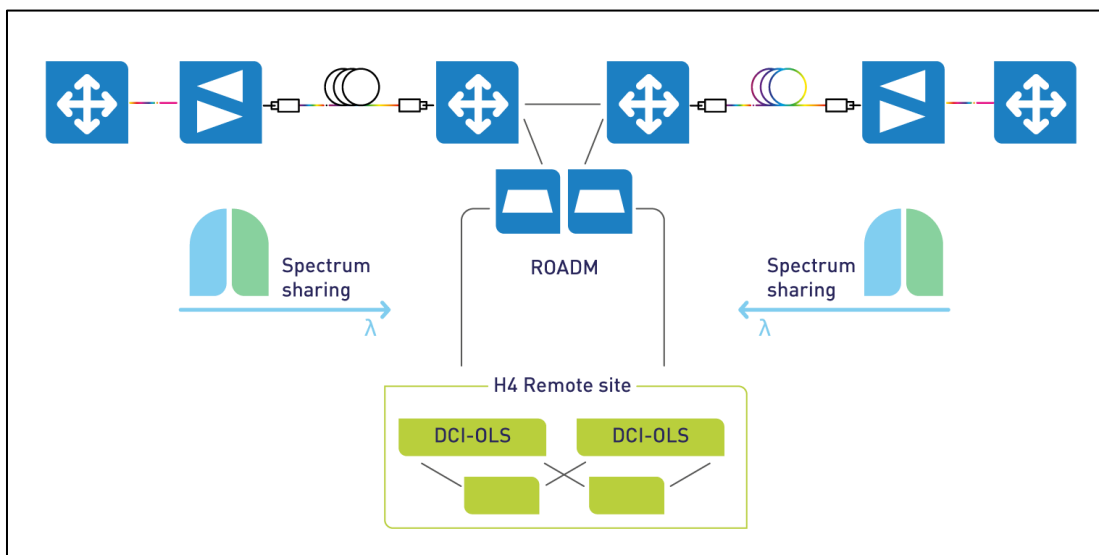 ROADM
Spectrum
sharing
λ
Spectrum
sharing
λ
H4 Remote site
DCI-OLS
DCI-OLS